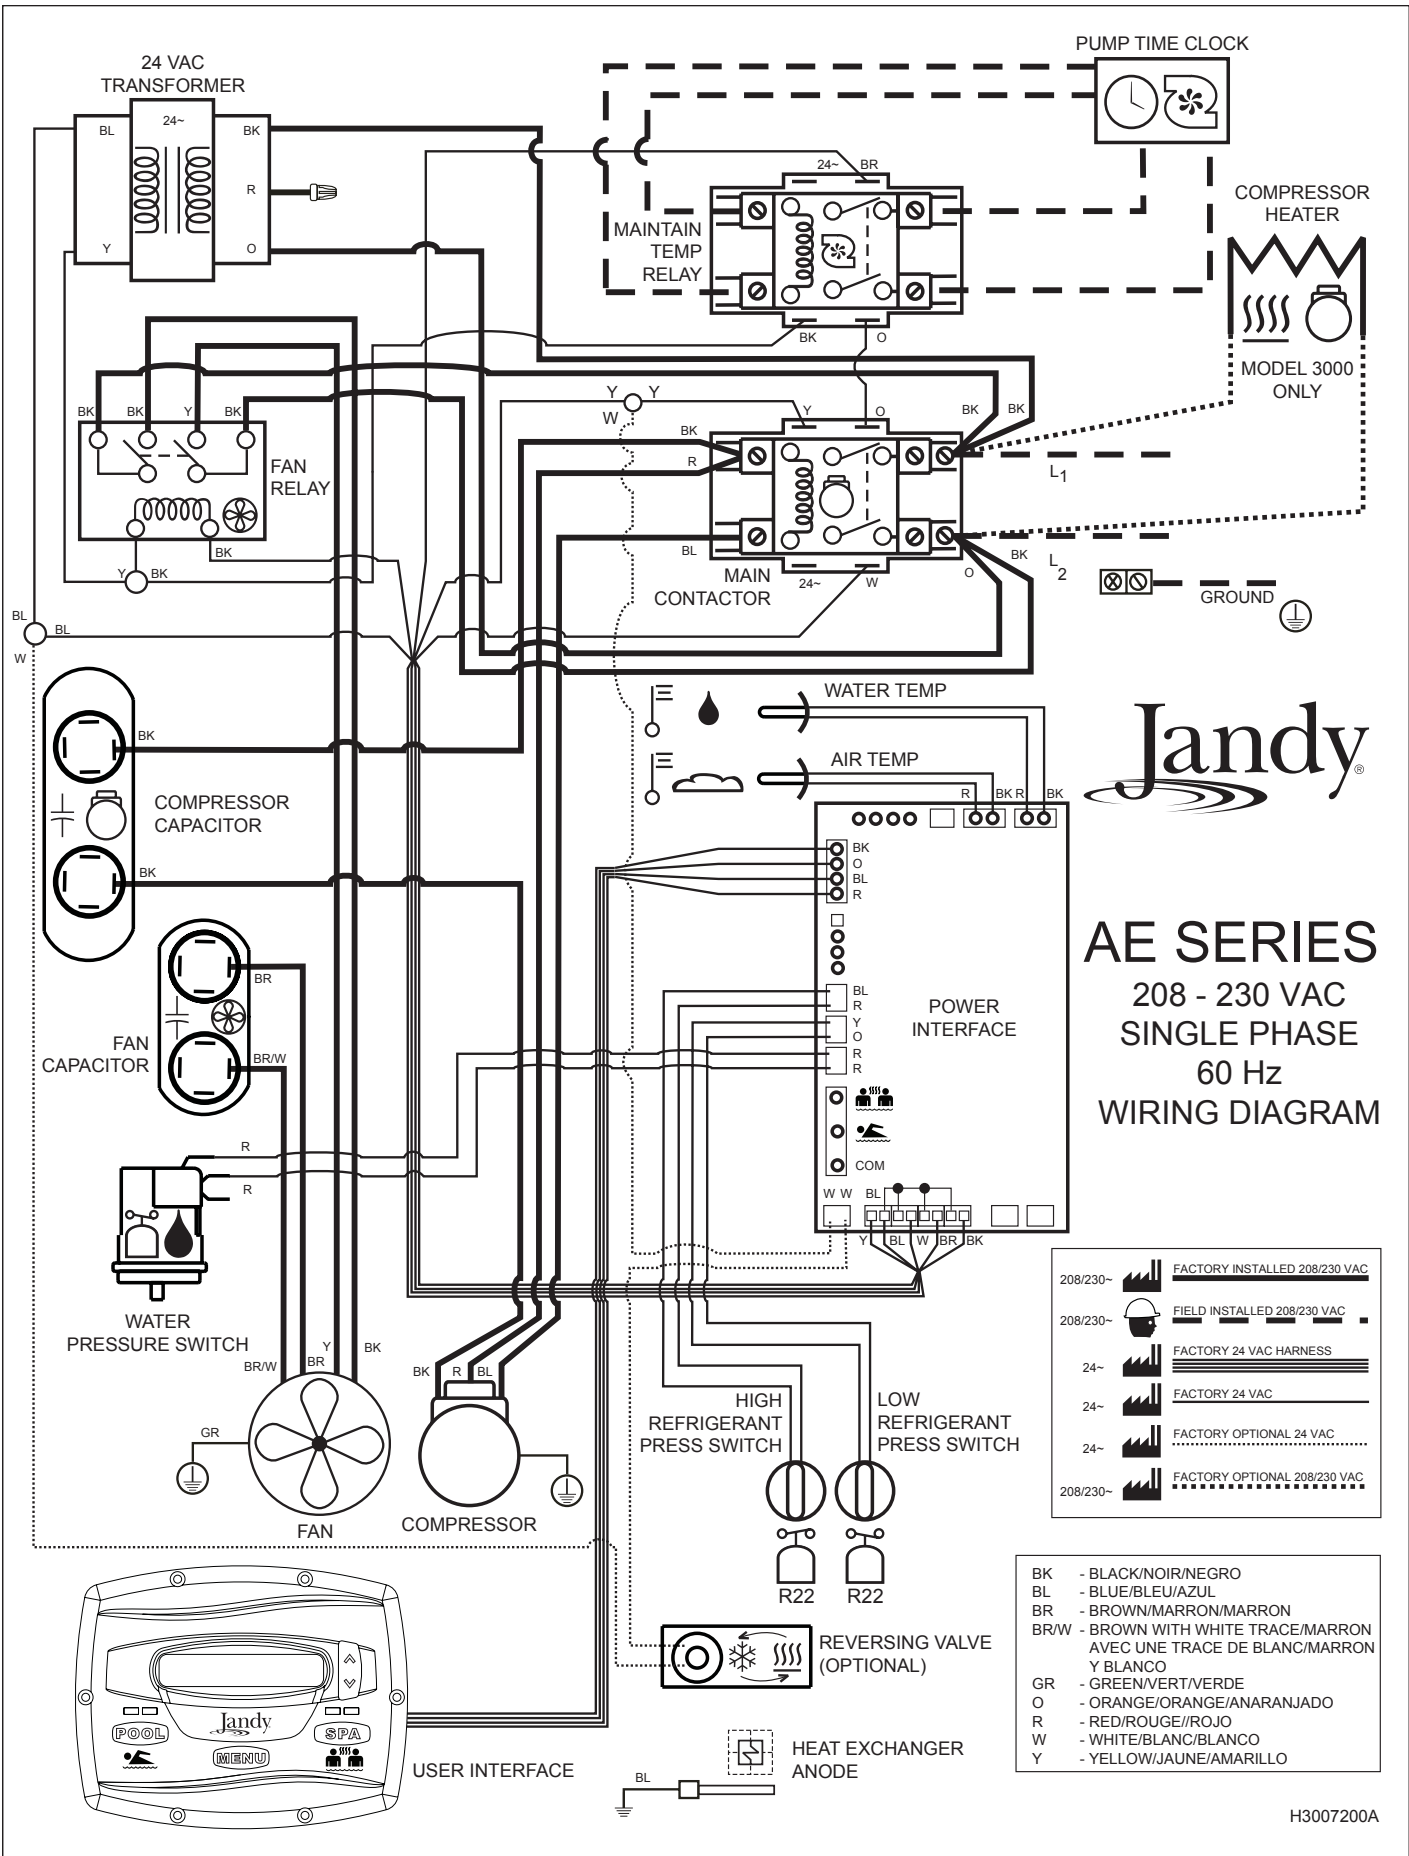 24 VAC
TRANSFORMER
24~
BL
BK
R
Y
O
PUMP TIME CLOCK
24~
BR
MAINTAIN
TEMP
RELAY
BK
O
COMPRESSOR
HEATER
MODEL 3000
ONLY
BK
BK
Y
BK
FAN
RELAY
BK
Y
BK
Y
Y
W
Y
O
BK
BK
BK
R
BL
MAIN
CONTACTOR
24~
W
O
BK
L1
L2
GROUND
BL
BL
W
BK
COMPRESSOR
CAPACITOR
BK
WATER TEMP
AIR TEMP
R
BK
R
BK
Jandy®
BK
O
BL
R
BL
R
Y
O
R
R
POWER
INTERFACE
COM
W W
BL
Y
BL
W
BR
BK
AE SERIES
208 - 230 VAC
SINGLE PHASE
60 Hz
WIRING DIAGRAM
BR
FAN
CAPACITOR
BR/W
R
R
WATER
PRESSURE SWITCH
BR/W
BR
Y
BK
GR
FAN
BK
R
BL
COMPRESSOR
HIGH
REFRIGERANT
PRESS SWITCH
LOW
REFRIGERANT
PRESS SWITCH
R22
R22
208/230~ FACTORY INSTALLED 208/230 VAC
208/230~ FIELD INSTALLED 208/230 VAC
24~ FACTORY 24 VAC HARNESS
24~ FACTORY 24 VAC
24~ FACTORY OPTIONAL 24 VAC
208/230~ FACTORY OPTIONAL 208/230 VAC
REVERSING VALVE
(OPTIONAL)
Jandy
POOL
MENU
SPA
USER INTERFACE
HEAT EXCHANGER
ANODE
BL
BK - BLACK/NOIR/NEGRO
BL - BLUE/BLEU/AZUL
BR - BROWN/MARRON/MARRON
BR/W - BROWN WITH WHITE TRACE/MARRON
AVEC UNE TRACE DE BLANC/MARRON
Y BLANCO
GR - GREEN/VERT/VERDE
O - ORANGE/ORANGE/ANARANJADO
R - RED/ROUGE//ROJO
W - WHITE/BLANC/BLANCO
Y - YELLOW/JAUNE/AMARILLO
H3007200A